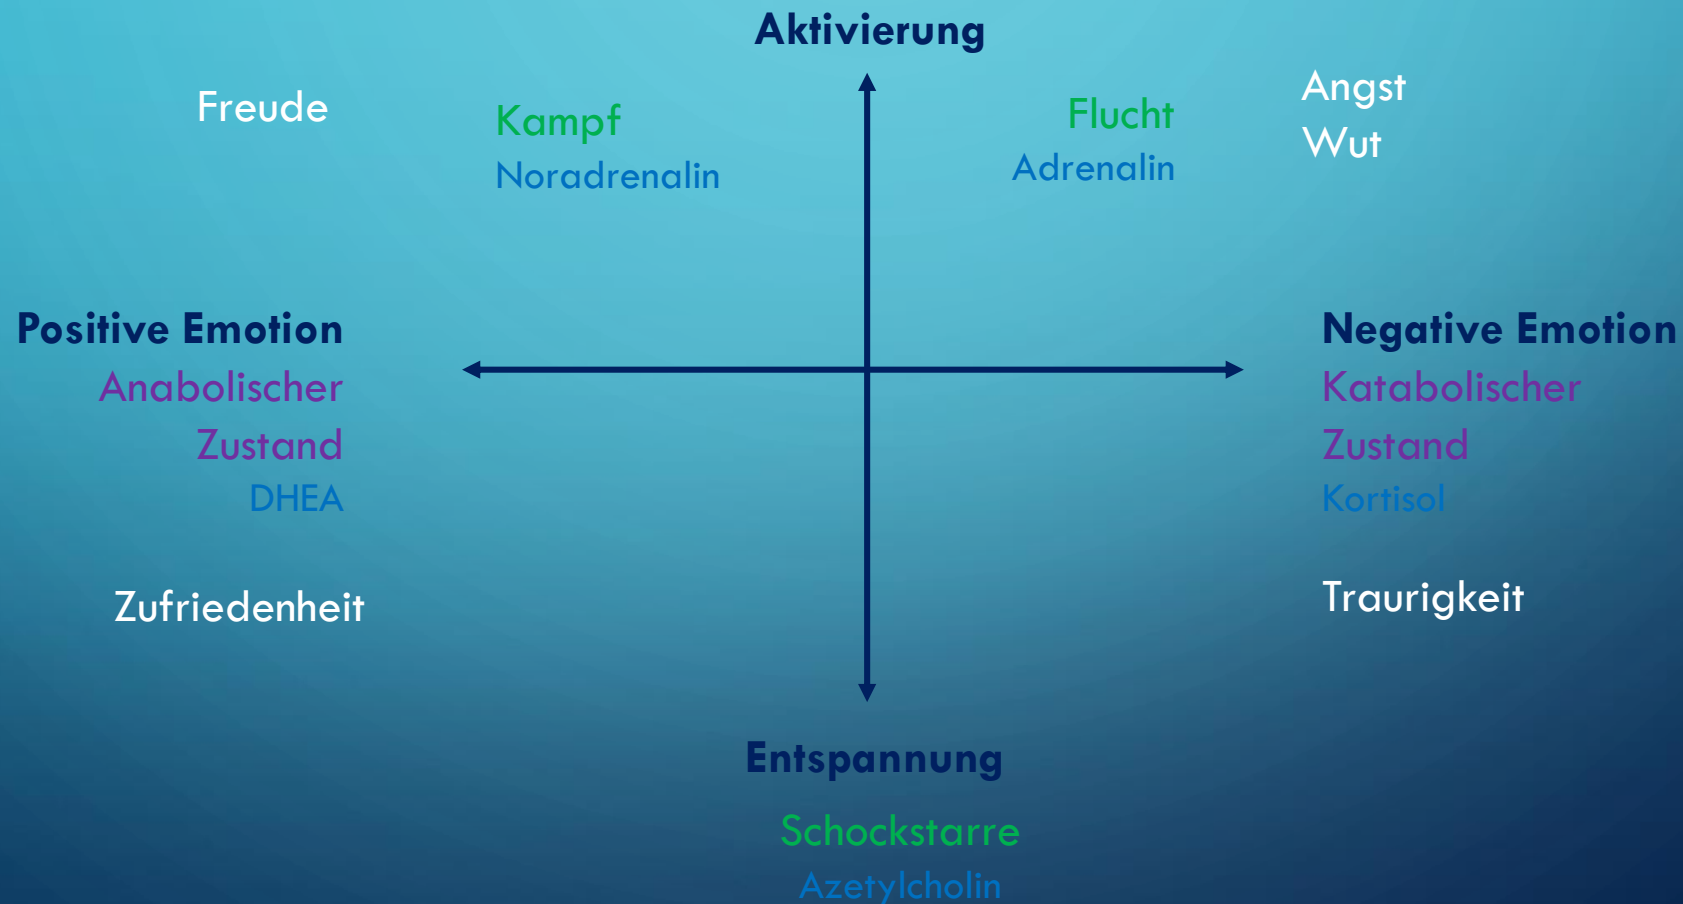 Aktivierung
Freude
Kampf
Noradrenalin
Flucht
Adrenalin
Angst
Wut
Positive Emotion
Anabolischer
Zustand
DHEA
Negative Emotion
Katabolischer
Zustand
Kortisol
Zufriedenheit
Traurigkeit
Entspannung
Schockstarre
Azetylcholin